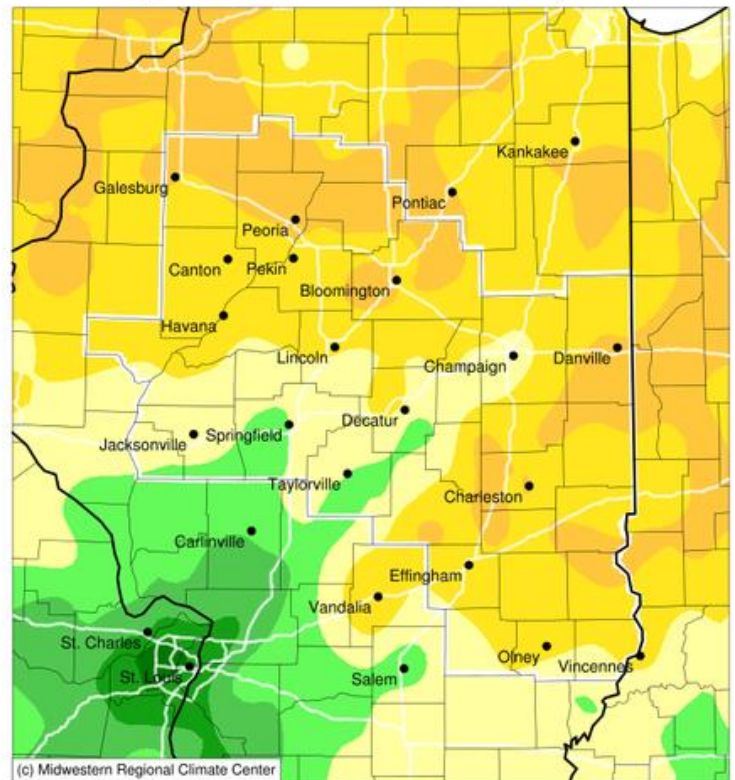 Kankakee
Galesburg
Pontiac
Peoria
Canton
Pekin
Bloomington
Havana
Lincoln
Champaign
Danville
Decatur
Jacksonville
Springfield
Taylorville
Charleston
Carlinville
Effingham
Vandalia
St. Charles
Olney
Vincennes
St. Louis
Salem
(c) Midwestern Regional Climate Center